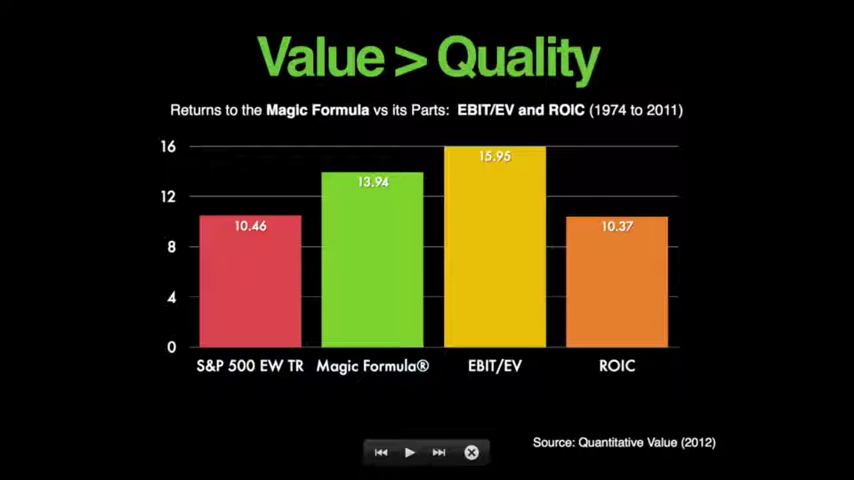 Value > Quality
Returns to the Magic Formula vs its Parts: EBIT/EV and ROIC (1974 to 2011)
16
15.95
13.94
12
10.46
10.37
8
4
0
S&P 500 EW TR Magic Formula® EBIT/EV ROIC
Source: Quantitative Value (2012)